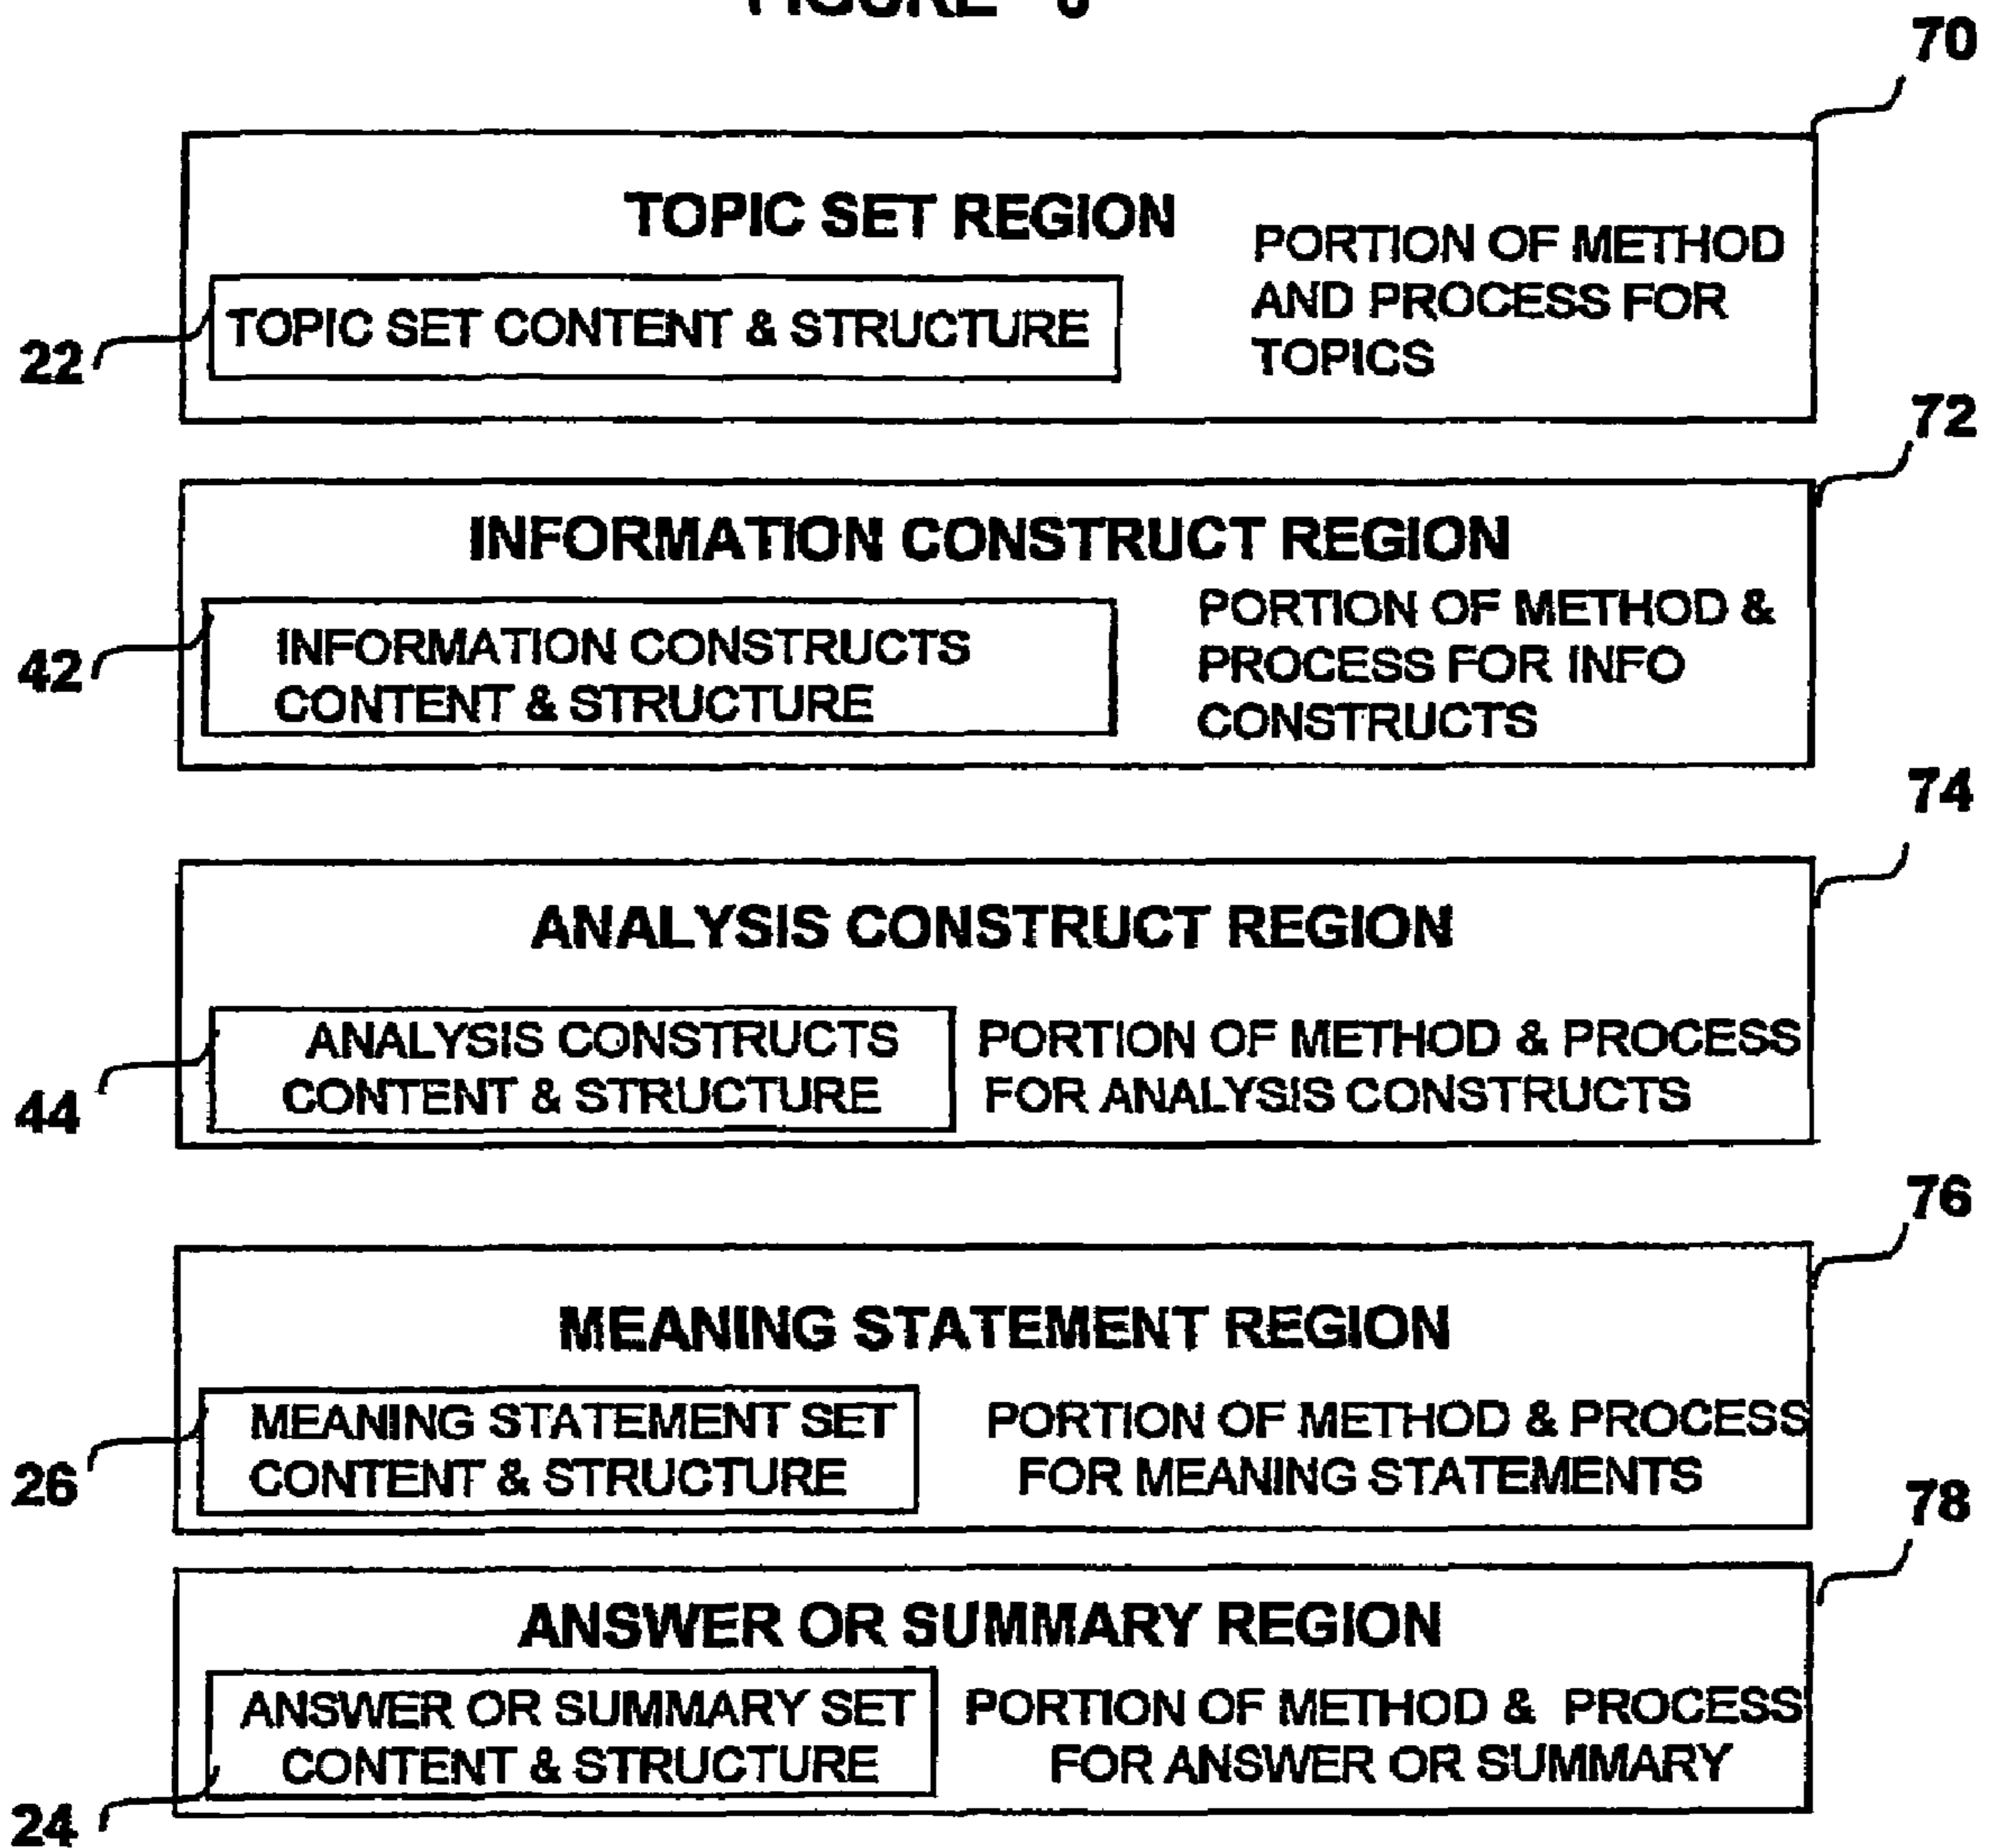 70
TOPIC SET REGION
PORTION OF METHOD
AND PROCESS FOR
TOPICS
TOPIC SET CONTENT & STRUCTURE
22
72
INFORMATION CONSTRUCT REGION
PORTION OF METHOD &
PROCESS FOR INFO
CONSTRUCTS
INFORMATION CONSTRUCTS
CONTENT & STRUCTURE
42
74
ANALYSIS CONSTRUCT REGION
ANALYSIS CONSTRUCTS
CONTENT & STRUCTURE
PORTION OF METHOD & PROCESS
FOR ANALYSIS CONSTRUCTS
44
76
MEANING STATEMENT REGION
MEANING STATEMENT SET
CONTENT & STRUCTURE
PORTION OF METHOD & PROCESS
FOR MEANING STATEMENTS
26
78
ANSWER OR SUMMARY REGION
ANSWER OR SUMMARY SET
CONTENT & STRUCTURE
PORTION OF METHOD & PROCESS
FOR ANSWER OR SUMMARY
24